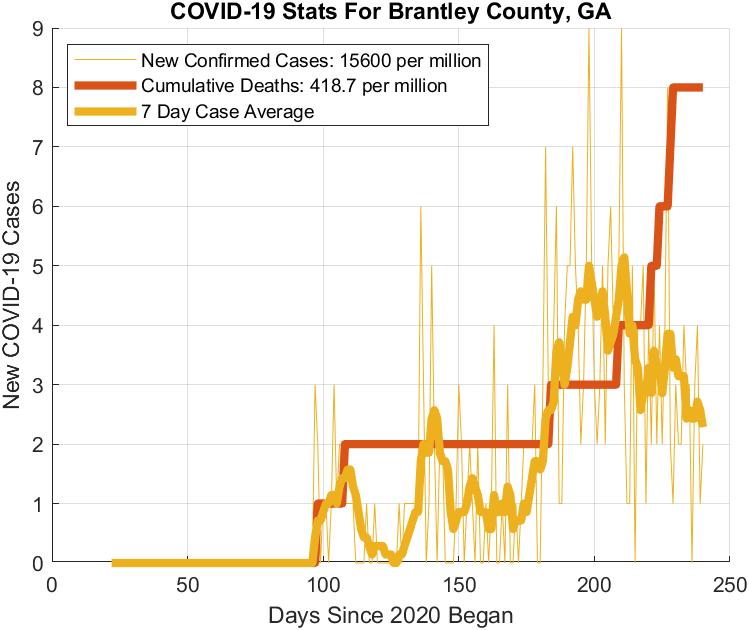 COVID-19 Stats For Brantley County, GA
New Confirmed Cases: 15600 per million
Cumulative Deaths: 418.7 per million
7 Day Case Average
New COVID-19 Cases
9
8
7
6
5
4
3
2
1
0
0 50 100 150 200 250
Days Since 2020 Began